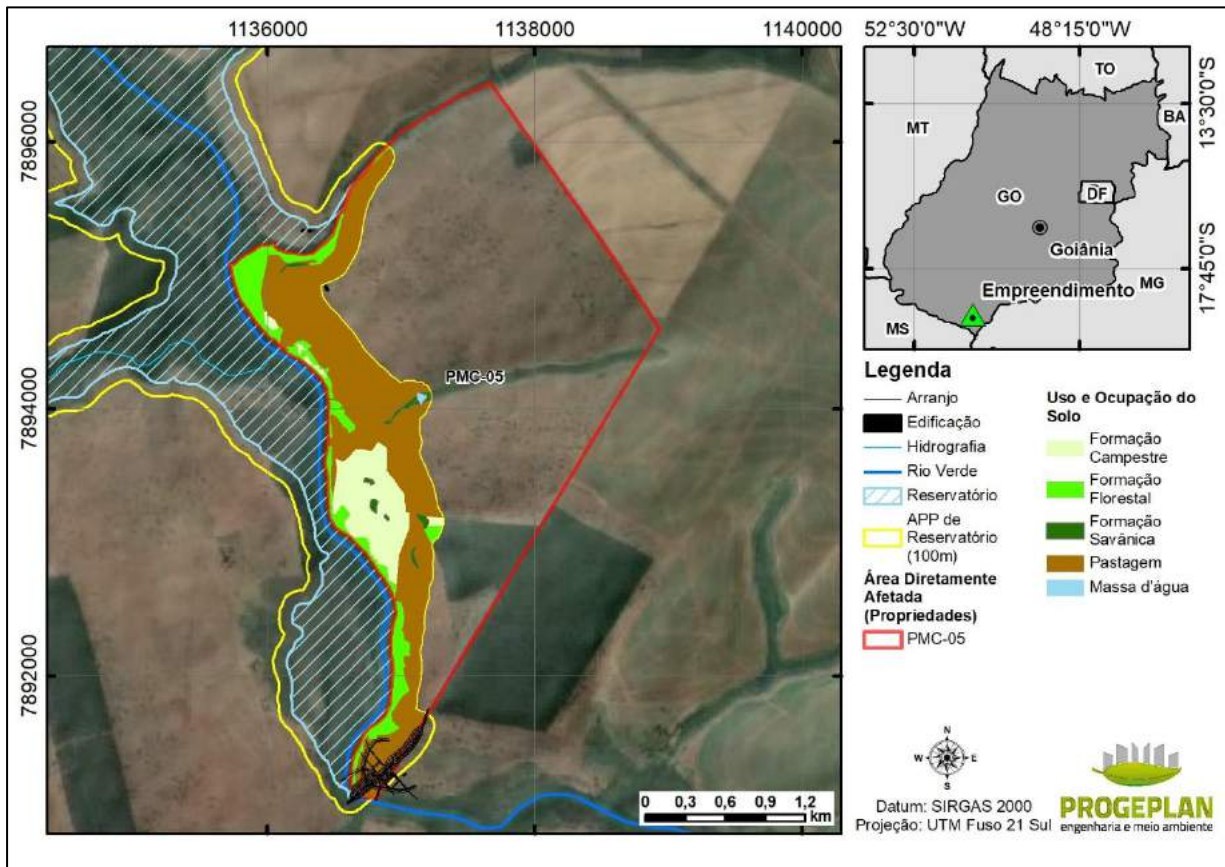 1136000 1138000 1140000
7896000
7894000
7892000
PMC-05
0 0,3 0,6 0,9 1,2
km
52°30'0"W 48°15'0"W
13°30'0"S
17°45'0"S
TO
BA
MT
GO
DF
Goiânia
MG
Empreendimento
MS
Legenda
Arranjo
Edificação
Hidrografia
Rio Verde
Reservatório
APP de
Reservatório
(100m)
Área Diretamente
Afetada
(Propriedades)
PMC-05
Uso e Ocupação do
Solo
Formação
Campestre
Formação
Florestal
Formação
Savânica
Pastagem
Massa d'água
N
W E
S
Datum: SIRGAS 2000
Projeção: UTM Fuso 21 Sul
PROGEPLAN
engenharia e meio ambiente